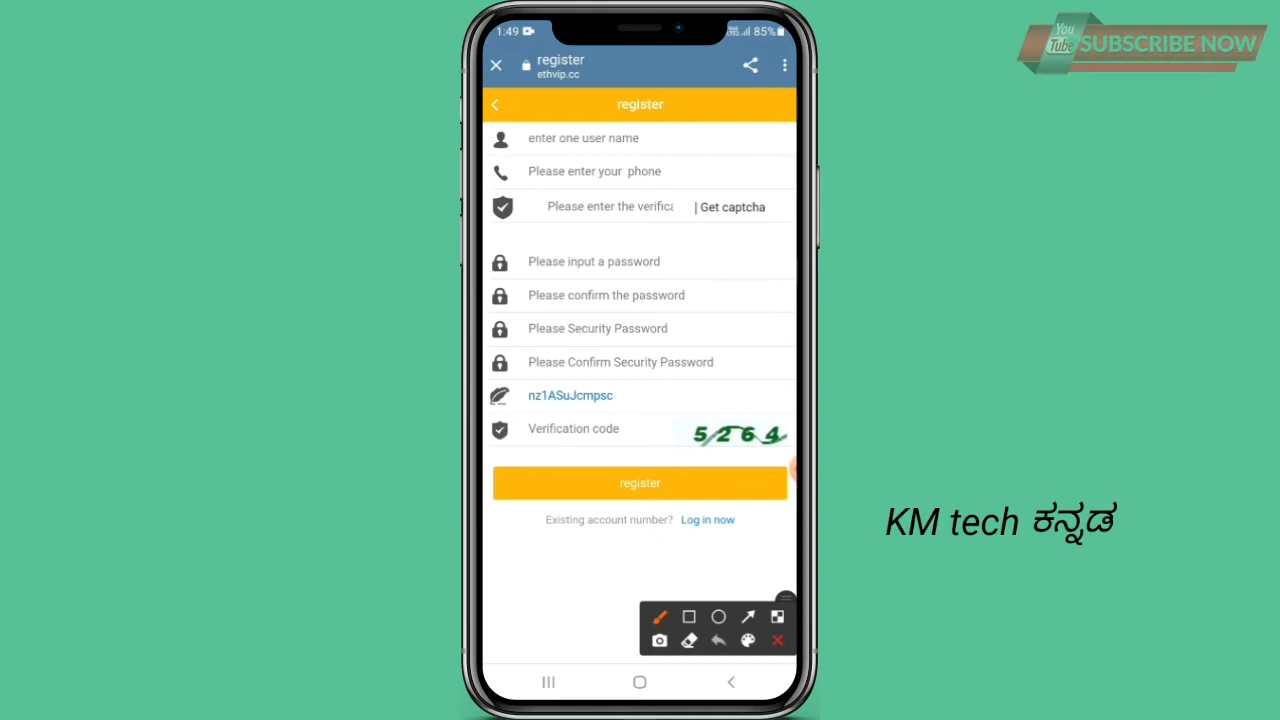 You
Tube
SUBSCRIBE NOW
1:49
85%
register
ethvip.cc
register
enter one user name
Please enter your phone
Please enter the verifica
| Get captcha
Please input a password
Please confirm the password
Please Security Password
Please Confirm Security Password
nz1ASuJcmpsc
Verification code
5264
register
Existing account number? Log in now
KM tech ಕನ್ನಡ